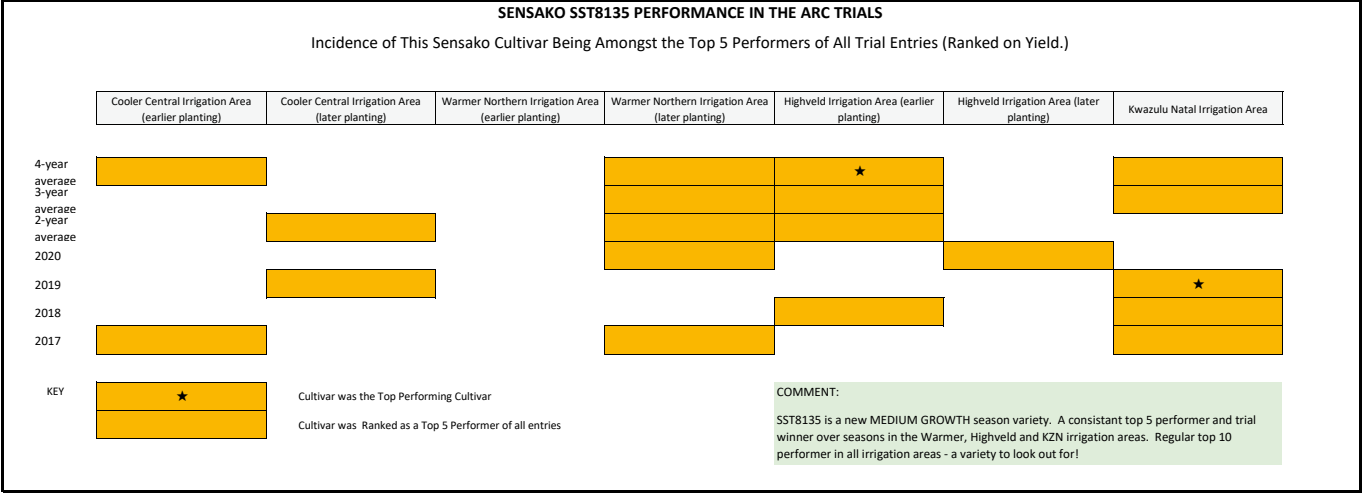 SENSAKO SST8135 PERFORMANCE IN THE ARC TRIALS
Incidence of This Sensako Cultivar Being Amongst the Top 5 Performers of All Trial Entries (Ranked on Yield.)
Cooler Central Irrigation Area
(earlier planting)
Cooler Central Irrigation Area
(later planting)
Warmer Northern Irrigation Area
(earlier planting)
Warmer Northern Irrigation Area
(later planting)
Highveld Irrigation Area (earlier
planting)
Highveld Irrigation Area (later
planting)
Kwazulu Natal Irrigation Area
4-year
average
3-year
average
2-year
average
2020
2019
2018
2017
KEY
Cultivar was the Top Performing Cultivar
Cultivar was Ranked as a Top 5 Performer of all entries
COMMENT:
SST8135 is a new MEDIUM GROWTH season variety. A consistant top 5 performer and trial
winner over seasons in the Warmer, Highveld and KZN irrigation areas. Regular top 10
performer in all irrigation areas - a variety to look out for!